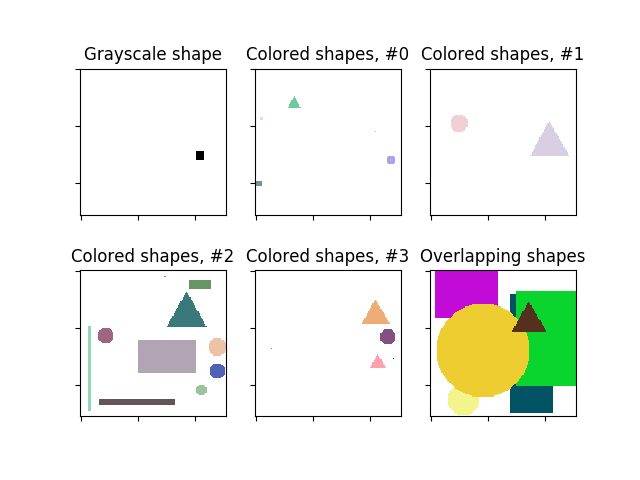 Grayscale shape
Colored shapes, #0
Colored shapes, #1
Colored shapes, #2
Colored shapes, #3
Overlapping shapes